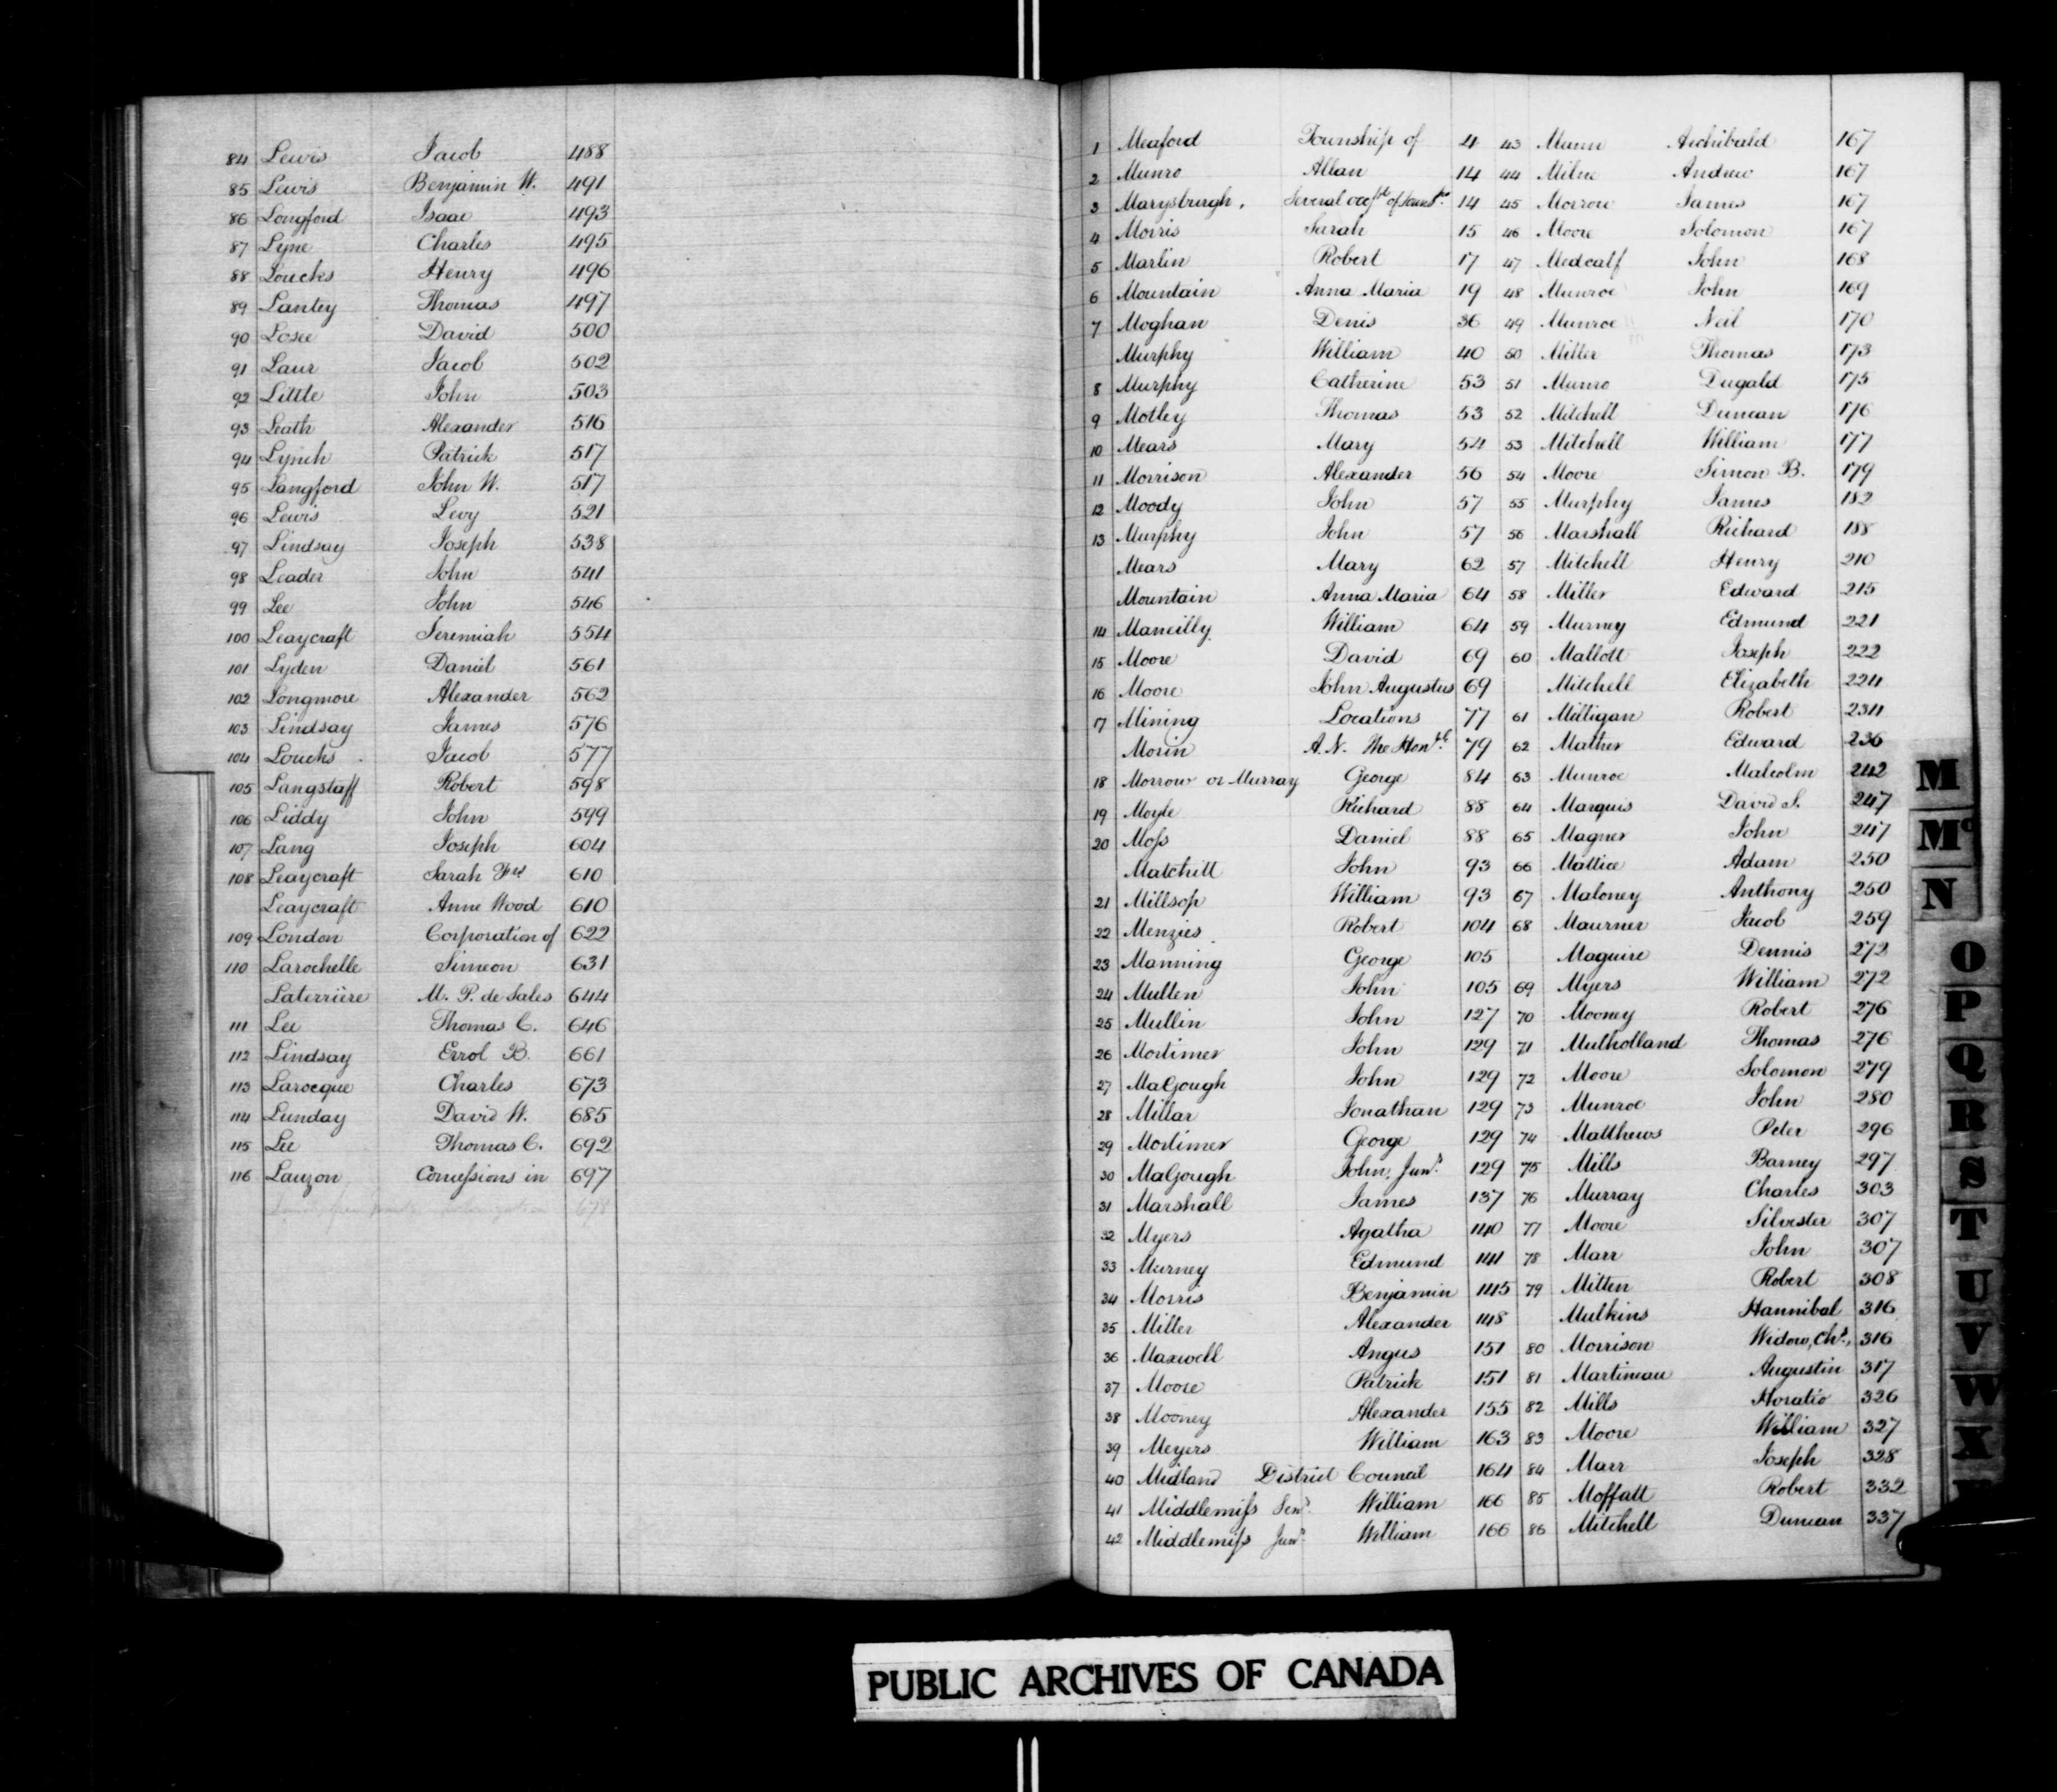 84 Lewis Jacob 488
85 Lewis Benjamin W. 491
86 Longford Isaac 493
87 Lyne Charles 495
88 Loucks Henry 496
89 Lantey Thomas 497
90 Losee David 500
91 Laur Jacob 502
92 Little John 503
93 Leath Alexander 516
94 Lynch Patrick 517
95 Langford John W. 517
96 Lewis Levy 521
97 Lindsay Joseph 538
98 Leader John 541
99 Lee John 546
100 Leaycraft Jeremiah 554
101 Lyden Daniel 561
102 Longmore Alexander 562
103 Lindsay James 576
104 Loucks Jacob 577
105 Langstaff Robert 598
106 Liddy John 599
107 Lang Joseph 604
108 Leaycraft Sarah 610
Leaycraft Anne Wood 610
109 London Corporation of 622
110 Larochelle Simeon 631
Laterrière M. P. de Sales 644
111 Lee Thomas C. 646
112 Lindsay Errol B. 661
113 Larocque Charles 673
114 Lunday David W. 685
115 Lee Thomas C. 692
116 Lauzon Concessions in 697
698
1 Meaford Township of 4
2 Munro Allan 14
3 Marysburgh, Several 14
4 Morris Sarah 15
5 Marlin Robert 17
6 Mountain Anna Maria 19
7 Moghan Denis 36
Murphy William 40
8 Murphy Catherine 53
9 Motley Thomas 53
10 Mears Mary 54
11 Morrison Alexander 56
12 Moody John 57
13 Murphy John 57
Mears Mary 62
Mountain Anna Maria 64
14 Maneilly William 64
15 Moore David 69
16 Moore John Augustus 69
17 Mining Locations 77
Morin A. N. The Honble 79
18 Morrow or Murray George 84
19 Moyle Richard 88
20 Moss Daniel 88
Matchitt John 93
21 Millsop William 93
22 Menzies Robert 104
23 Manning George 105
24 Mullen John 105
25 Mullin John 127
26 Mortimer John 129
27 MaGough John 129
28 Millar Jonathan 129
29 Mortimer George 129
30 MaGough John, Junr. 129
31 Marshall James 137
32 Myers Agatha 140
33 Murney Edmund 141
34 Morris Benjamin 145
35 Miller Alexander 148
36 Maxwell Angus 151
37 Moore Patrick 151
38 Mooney Alexander 155
39 Meyers William 163
40 Midland District Council 164
41 Middlemiss Senr. William 166
42 Middlemiss Junr. William 166
43 Mann Archibald 167
44 Milne Andrew 167
45 Morrow James 167
46 Moore Solomon 167
47 Medcalf John 168
48 Munroe John 169
49 Munroe Neil 170
50 Miller Thomas 173
51 Munro Dugald 175
52 Mitchell Duncan 176
53 Mitchell William 177
54 Moore Simon B. 179
55 Murphy James 182
56 Marshall Richard 188
57 Mitchell Henry 210
58 Miller Edward 215
59 Murney Edmund 221
60 Mallott Joseph 222
Mitchell Elizabeth 224
61 Milligan Robert 234
62 Mather Edward 236
63 Munroe Malcolm 242
64 Marquis David S. 247
65 Magner John 247
66 Mattice Adam 250
67 Maloney Anthony 250
68 Maurner Jacob 259
Maguire Dennis 272
69 Myers William 272
70 Mooney Robert 276
71 Mulholland Thomas 276
72 Moore Solomon 279
73 Munroe John 280
74 Matthews Peter 296
75 Mills Barney 297
76 Murray Charles 303
77 Moore Silvester 307
78 Marr John 307
79 Mitten Robert 308
Mulkins Hannibal 316
80 Morrison Widow, Chs., 316
81 Martineau Augustin 317
82 Mills Horatio 326
83 Moore William 327
84 Marr Joseph 328
85 Moffatt Robert 332
86 Mitchell Duncan 337
M
Mc
N
O
P
Q
R
S
T
U
V
W
X
PUBLIC ARCHIVES OF CANADA